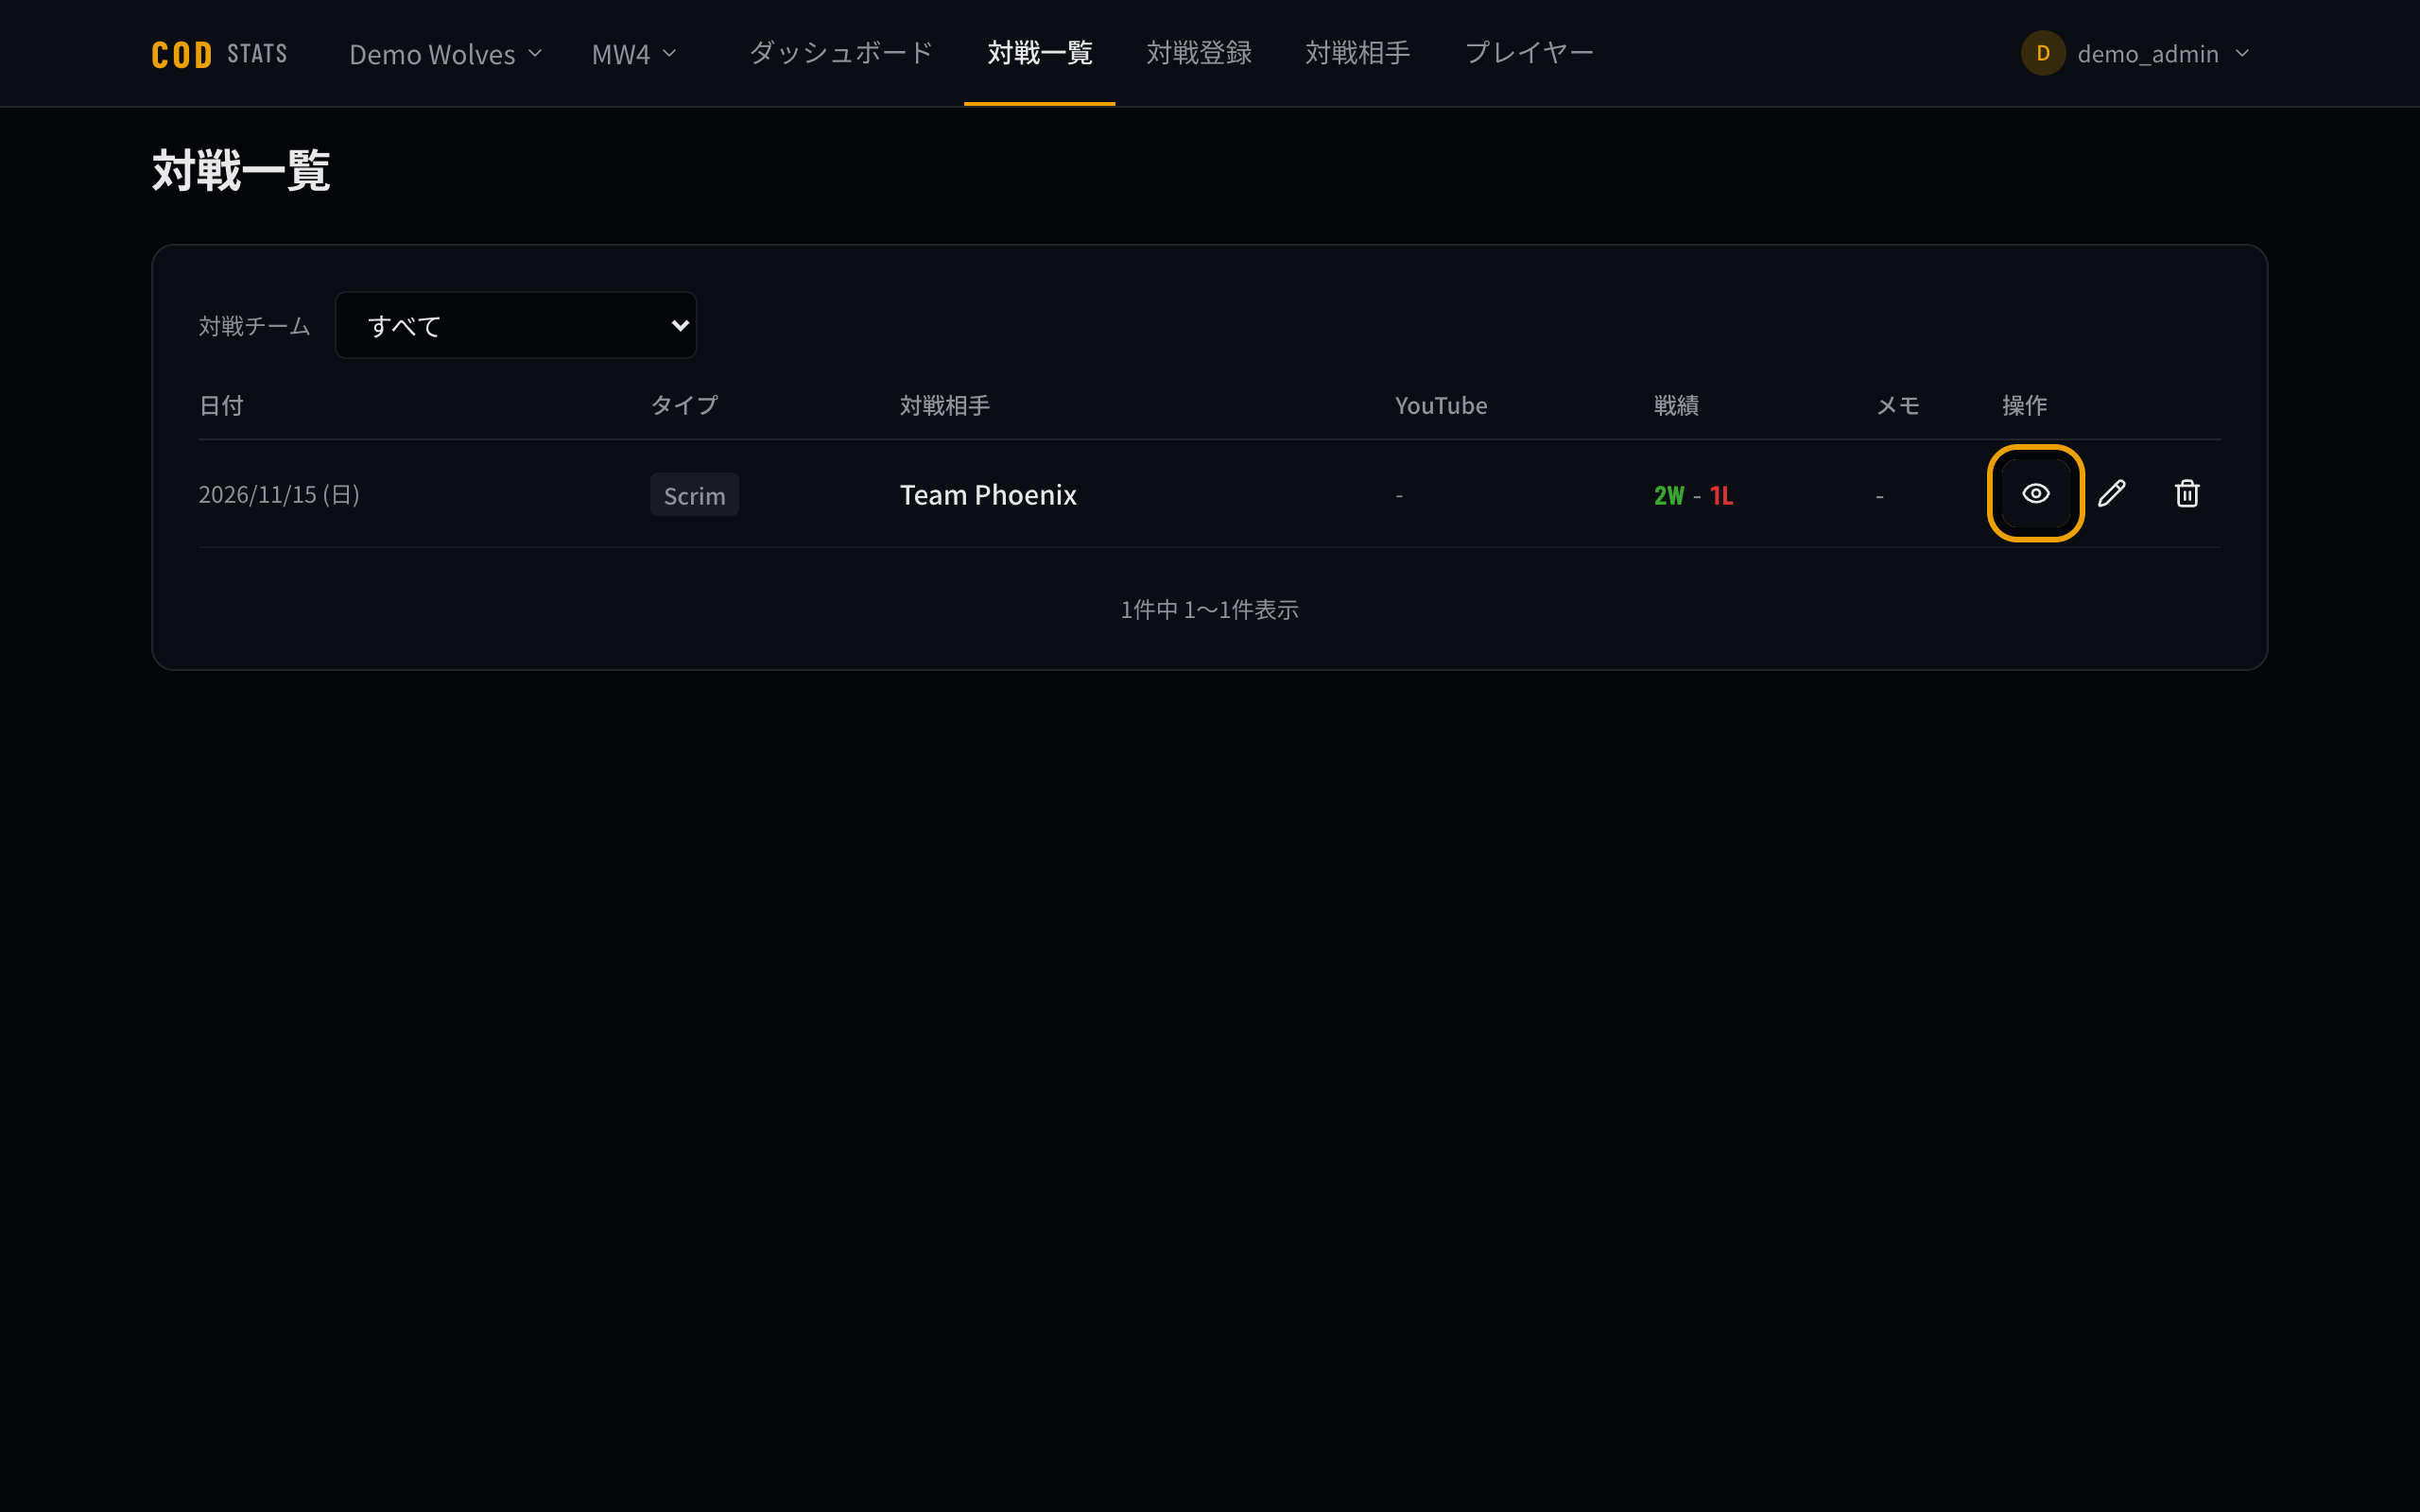 COD STATS Demo Wolves MW4 ダッシュボード 対戦一覧 対戦登録 対戦相手 プレイヤー D demo_admin
対戦一覧
対戦チーム すべて
日付 タイプ 対戦相手 YouTube 戦績 メモ 操作
2026/11/15 (日) Scrim Team Phoenix - 2W - 1L -
1件中 1〜1件表示